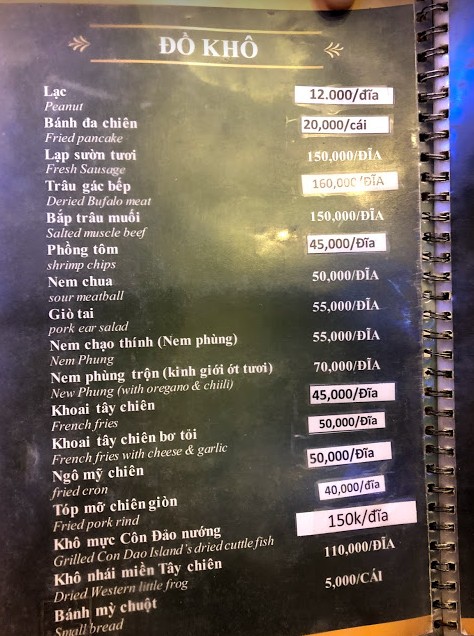 ĐỒ KHÔ
Lạc 12.000/đĩa
Peanut
Bánh đa chiên 20,000/cái
Fried pancake
Lạp sườn tươi 150,000/ĐĨA
Fresh Sausage
Trâu gác bếp 160,000/ĐĨA
Deried Bufalo meat
Bắp trâu muối 150,000/ĐĨA
Salted muscle beef
Phồng tôm 45,000/Đĩa
shrimp chips
Nem chua 50,000/ĐĨA
sour meatball
Giò tai 55,000/ĐĨA
pork ear salad
Nem chạo thính (Nem phùng) 55,000/ĐĨA
Nem Phung
Nem phùng trộn (kinh giới ớt tươi) 70,000/ĐĨA
New Phung (with oregano & chiili)
Khoai tây chiên 45,000/Đĩa
French fries
Khoai tây chiên bơ tỏi 50,000/Đĩa
French fries with cheese & garlic
Ngô mỹ chiên 50,000/Đĩa
fried cron
Tóp mỡ chiên giòn 40,000/đĩa
Fried pork rind
Khô mực Côn Đảo nướng 150k/đĩa
Grilled Con Dao Island's dried cuttle fish
Khô nhái miền Tây chiên 110,000/ĐĨA
Dried Western little frog
Bánh mỳ chuột 5,000/CÁI
Small bread